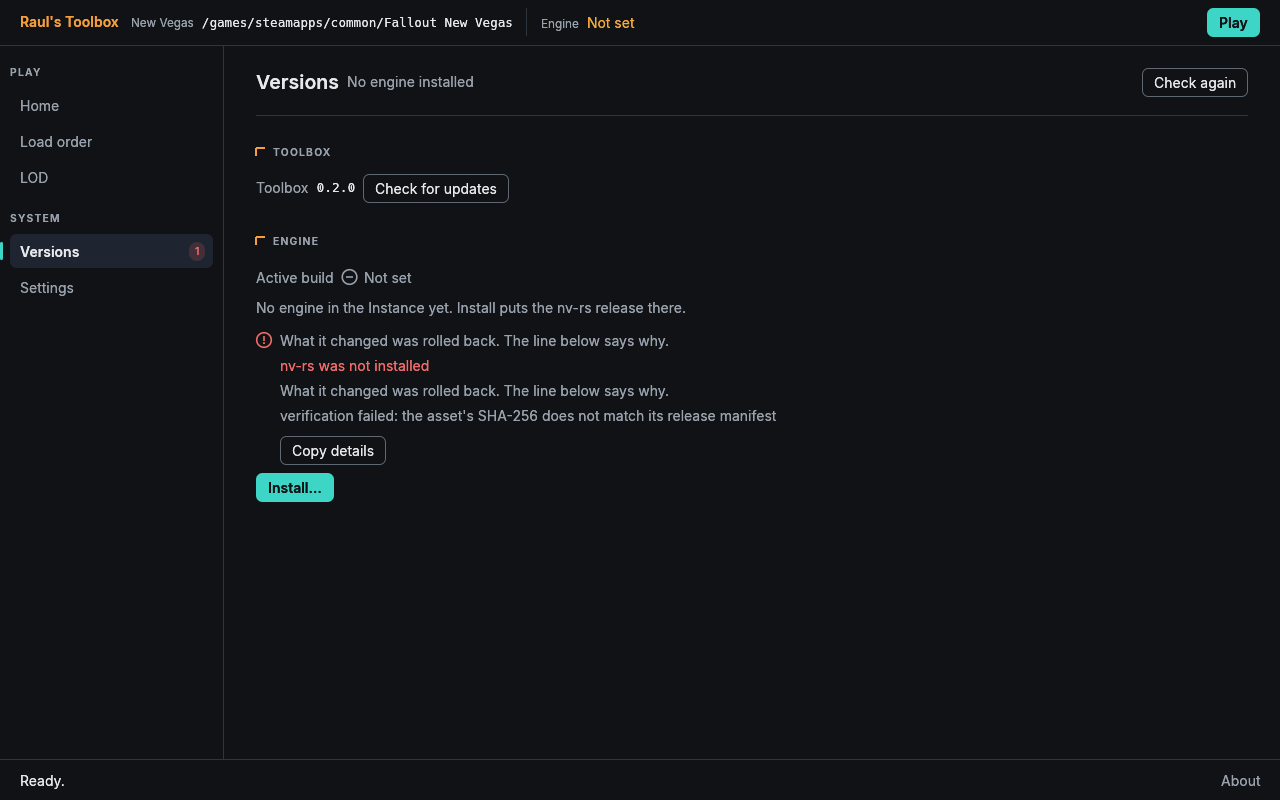 Raul's Toolbox New Vegas /games/steamapps/common/Fallout New Vegas Engine Not set Play
PLAY
Home
Load order
LOD
SYSTEM
Versions 1
Settings
Versions No engine installed Check again
TOOLBOX
Toolbox 0.2.0 Check for updates
ENGINE
Active build Not set
No engine in the Instance yet. Install puts the nv-rs release there.
What it changed was rolled back. The line below says why.
nv-rs was not installed
What it changed was rolled back. The line below says why.
verification failed: the asset's SHA-256 does not match its release manifest
Copy details
Install...
Ready. About